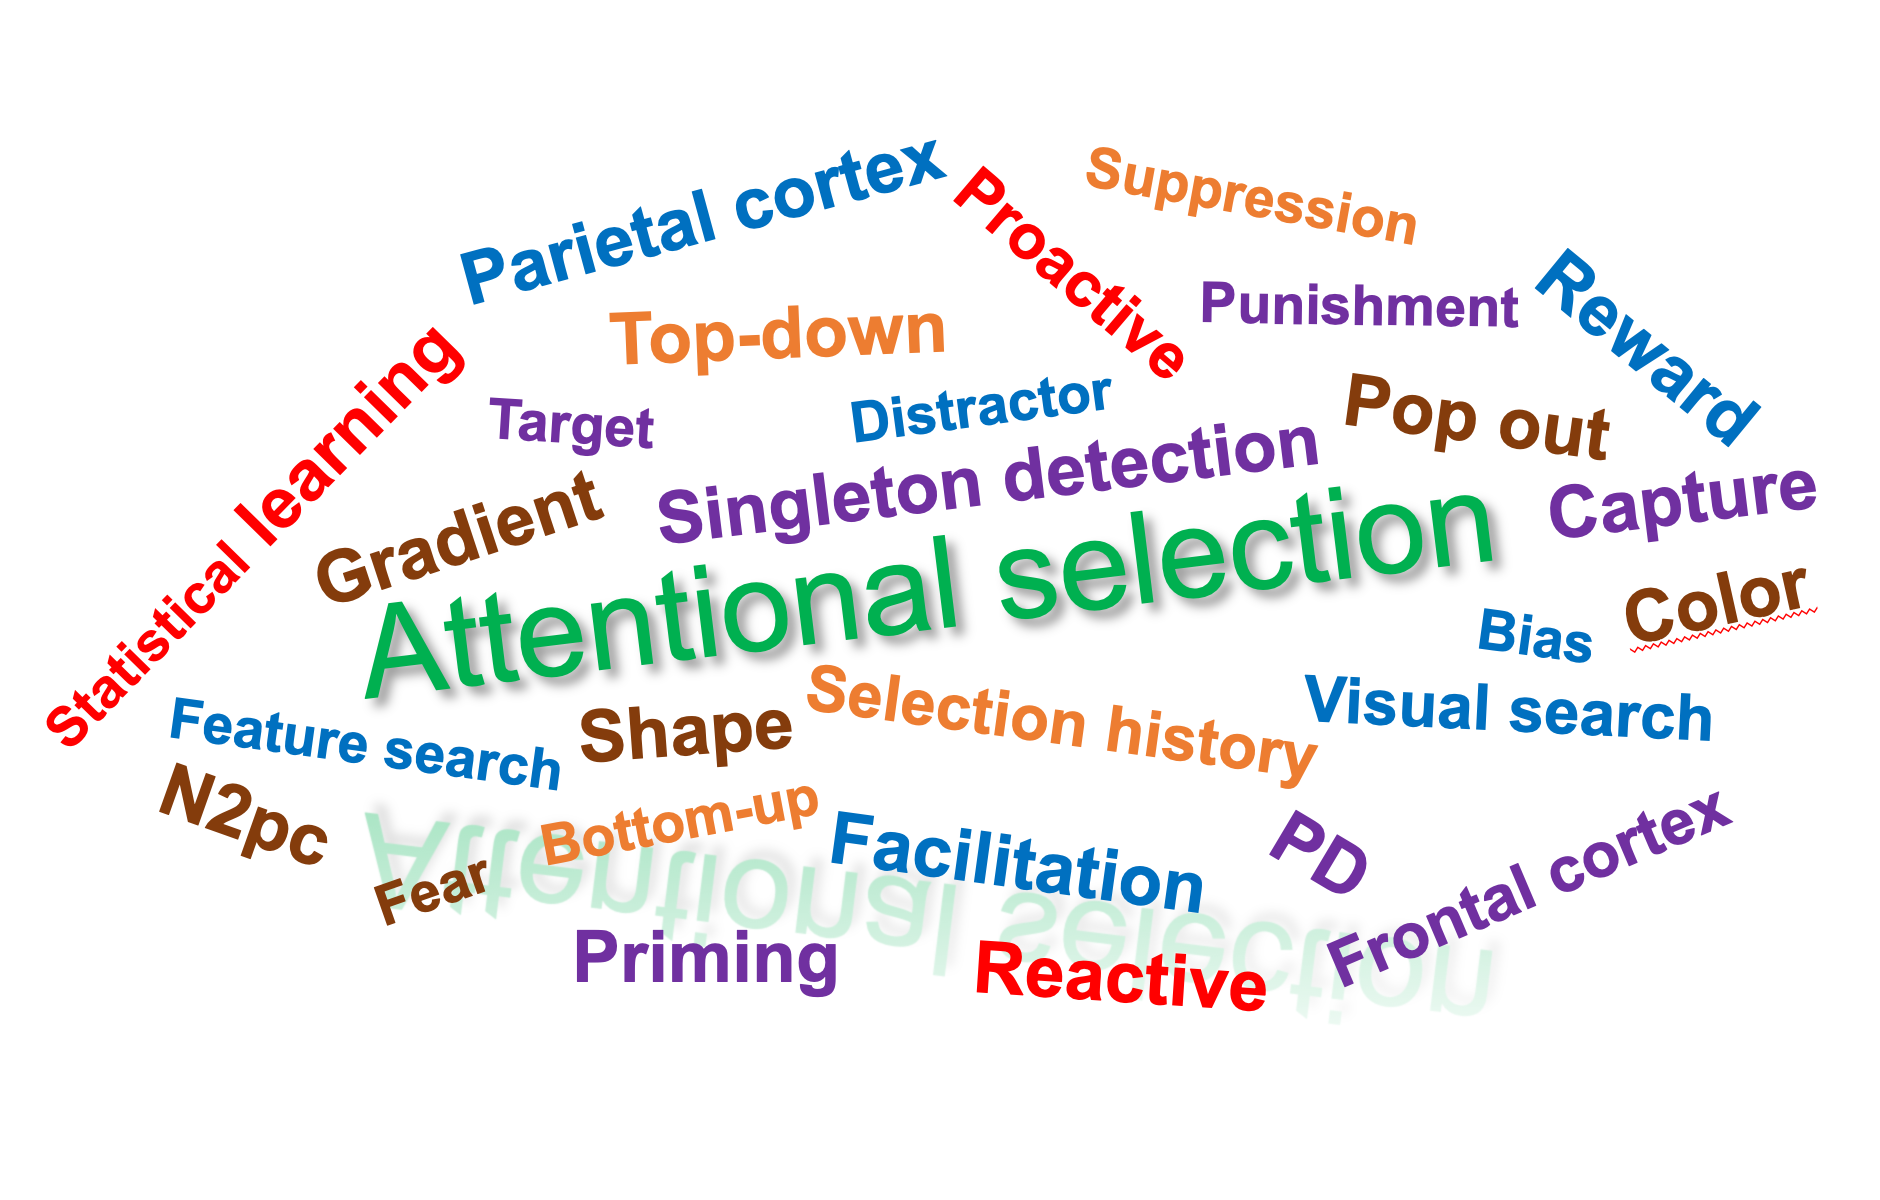 Parietal cortex
Proactive
Suppression
Reward
Punishment
Top-down
Statistical learning
Target
Distractor
Pop out
Singleton detection
Capture
Gradient
Attentional selection
Color
Bias
Feature search
Shape
Selection history
Visual search
N2pc
Bottom-up
Fear
Facilitation
PD
Frontal cortex
Priming
Reactive
Attentional selection